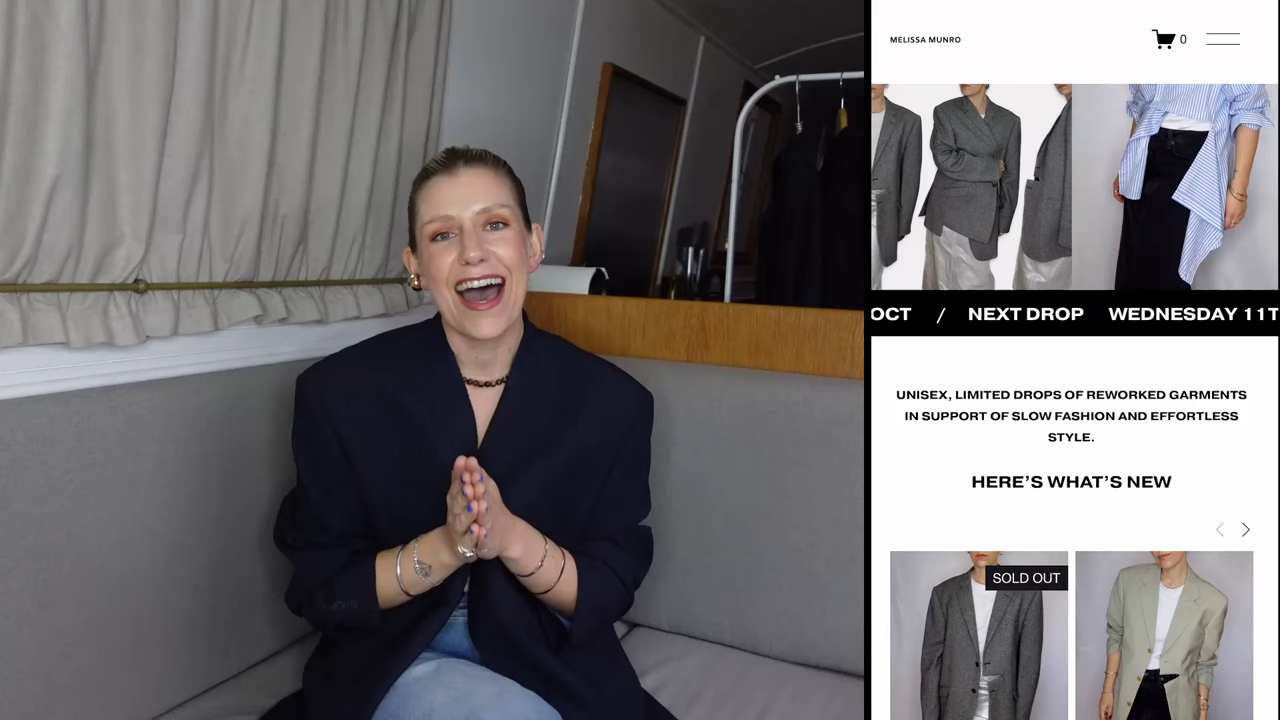 MELISSA MUNRO
0
OCT / NEXT DROP WEDNESDAY 11T
UNISEX, LIMITED DROPS OF REWORKED GARMENTS
IN SUPPORT OF SLOW FASHION AND EFFORTLESS
STYLE.
HERE’S WHAT’S NEW
SOLD OUT